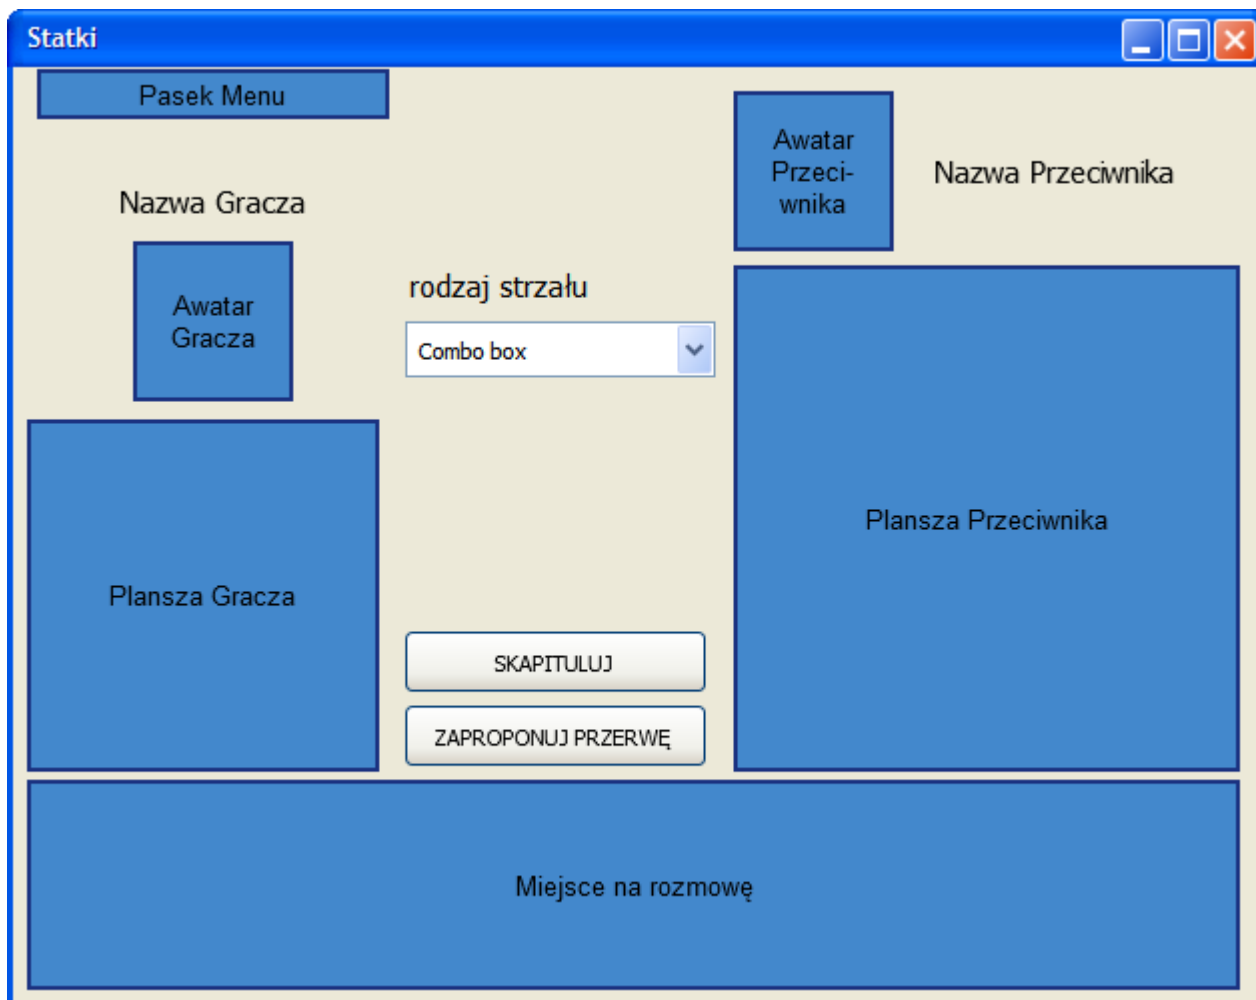 Statki
Pasek Menu
Nazwa Gracza
Awatar
Gracza
Plansza Gracza
rodzaj strzału
Combo box
SKAPITULUJ
ZAPROPONUJ PRZERWĘ
Awatar
Przeci-
wnika
Nazwa Przeciwnika
Plansza Przeciwnika
Miejsce na rozmowę